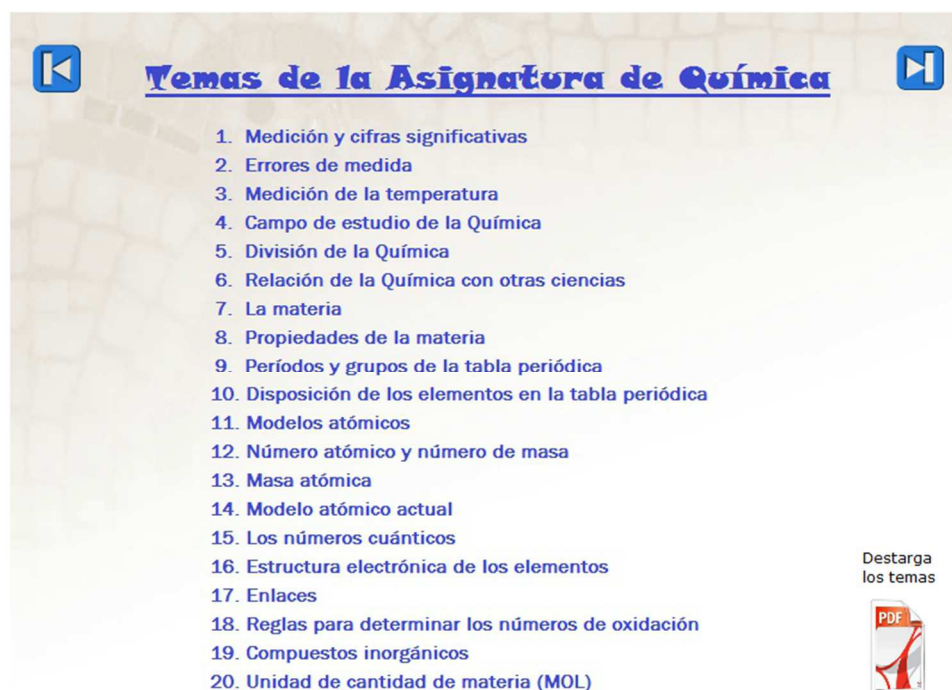 Temas de la Asignatura de Química
1. Medición y cifras significativas
2. Errores de medida
3. Medición de la temperatura
4. Campo de estudio de la Química
5. División de la Química
6. Relación de la Química con otras ciencias
7. La materia
8. Propiedades de la materia
9. Períodos y grupos de la tabla periódica
10. Disposición de los elementos en la tabla periódica
11. Modelos atómicos
12. Número atómico y número de masa
13. Masa atómica
14. Modelo atómico actual
15. Los números cuánticos
16. Estructura electrónica de los elementos
17. Enlaces
18. Reglas para determinar los números de oxidación
19. Compuestos inorgánicos
20. Unidad de cantidad de materia (MOL)
Destarga
los temas
PDF